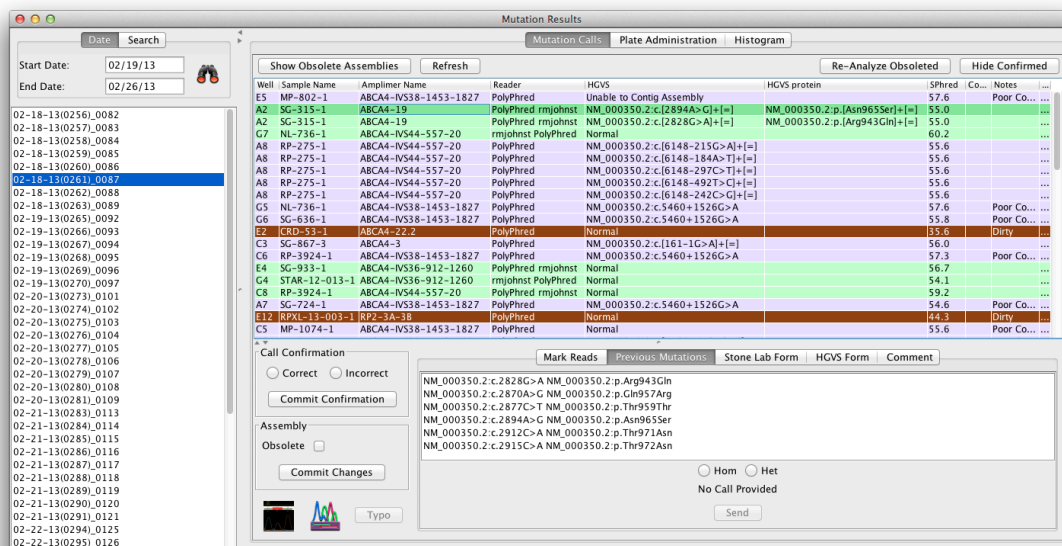 Mutation Results
Date Search
Start Date: 02/19/13
End Date: 02/26/13
02-18-13(0256)_0082
02-18-13(0257)_0083
02-18-13(0258)_0084
02-18-13(0259)_0085
02-18-13(0260)_0086
02-18-13(0261)_0087
02-18-13(0262)_0088
02-18-13(0263)_0089
02-19-13(0265)_0092
02-19-13(0266)_0093
02-19-13(0267)_0094
02-19-13(0268)_0095
02-19-13(0269)_0096
02-19-13(0270)_0097
02-20-13(0273)_0101
02-20-13(0274)_0102
02-20-13(0275)_0103
02-20-13(0276)_0104
02-20-13(0277)_0105
02-20-13(0278)_0106
02-20-13(0279)_0107
02-20-13(0280)_0108
02-20-13(0281)_0109
02-21-13(0283)_0113
02-21-13(0284)_0114
02-21-13(0285)_0115
02-21-13(0286)_0116
02-21-13(0287)_0117
02-21-13(0288)_0118
02-21-13(0289)_0119
02-21-13(0290)_0120
02-21-13(0291)_0121
02-22-13(0294)_0125
02-22-13(0295)_0126
Mutation Calls Plate Administration Histogram
Show Obsolete Assemblies Refresh Re-Analyze Obsoleted Hide Confirmed
Well Sample Name Amplimer Name Reader HGVS HGVS protein SPhred Co... Notes ...
E5 MP-802-1 ABCA4-IVS38-1453-1827 PolyPhred Unable to Contig Assembly 57.6 Poor Co... ...
A2 SG-315-1 ABCA4-19 PolyPhred rmjohnst NM_000350.2:c.[2894A>G]+[=] NM_000350.2:p.[Asn965Ser]+[=] 55.0 ...
A2 SG-315-1 ABCA4-19 PolyPhred rmjohnst NM_000350.2:c.[2828G>A]+[=] NM_000350.2:p.[Arg943Gln]+[=] 55.0 ...
G7 NL-736-1 ABCA4-IVS44-557-20 rmjohnst PolyPhred Normal 60.2 ...
A8 RP-275-1 ABCA4-IVS44-557-20 PolyPhred NM_000350.2:c.[6148-215G>A]+[=] 55.6 ...
A8 RP-275-1 ABCA4-IVS44-557-20 PolyPhred NM_000350.2:c.[6148-184A>T]+[=] 55.6 ...
A8 RP-275-1 ABCA4-IVS44-557-20 PolyPhred NM_000350.2:c.[6148-297C>T]+[=] 55.6 ...
A8 RP-275-1 ABCA4-IVS44-557-20 PolyPhred NM_000350.2:c.[6148-492T>C]+[=] 55.6 ...
A8 RP-275-1 ABCA4-IVS44-557-20 PolyPhred NM_000350.2:c.[6148-242C>G]+[=] 55.6 ...
G5 NL-736-1 ABCA4-IVS38-1453-1827 PolyPhred NM_000350.2:c.5460+1526G>A 57.6 Poor Co... ...
G6 SG-636-1 ABCA4-IVS38-1453-1827 PolyPhred NM_000350.2:c.5460+1526G>A 55.8 Poor Co... ...
E2 CRD-53-1 ABCA4-22.2 PolyPhred Normal 35.6 Dirty ...
C3 SG-867-3 ABCA4-3 PolyPhred NM_000350.2:c.[161-1G>A]+[=] 56.0 ...
C6 RP-3924-1 ABCA4-IVS38-1453-1827 PolyPhred NM_000350.2:c.5460+1526G>A 57.3 Poor Co... ...
E4 SG-933-1 ABCA4-IVS36-912-1260 PolyPhred rmjohnst Normal 56.7 ...
G4 STAR-12-013-1 ABCA4-IVS36-912-1260 rmjohnst PolyPhred Normal 54.1 ...
C8 RP-3924-1 ABCA4-IVS44-557-20 PolyPhred rmjohnst Normal 59.2 ...
A7 SG-724-1 ABCA4-IVS38-1453-1827 PolyPhred NM_000350.2:c.5460+1526G>A 54.6 Poor Co... ...
E12 RPXL-13-003-1 RP2-3A-3B PolyPhred Normal 44.3 Dirty ...
C5 MP-1074-1 ABCA4-IVS38-1453-1827 PolyPhred NM_000350.2:c.5460+1526G>A 55.6 Poor Co... ...
Call Confirmation
Correct Incorrect
Commit Confirmation
Assembly
Obsolete
Commit Changes
Typo
Mark Reads Previous Mutations Stone Lab Form HGVS Form Comment
NM_000350.2:c.2828G>A NM_000350.2:p.Arg943Gln
NM_000350.2:c.2870A>G NM_000350.2:p.Gln957Arg
NM_000350.2:c.2877C>T NM_000350.2:p.Thr959Thr
NM_000350.2:c.2894A>G NM_000350.2:p.Asn965Ser
NM_000350.2:c.2912C>A NM_000350.2:p.Thr971Asn
NM_000350.2:c.2915C>A NM_000350.2:p.Thr972Asn
Hom Het
No Call Provided
Send